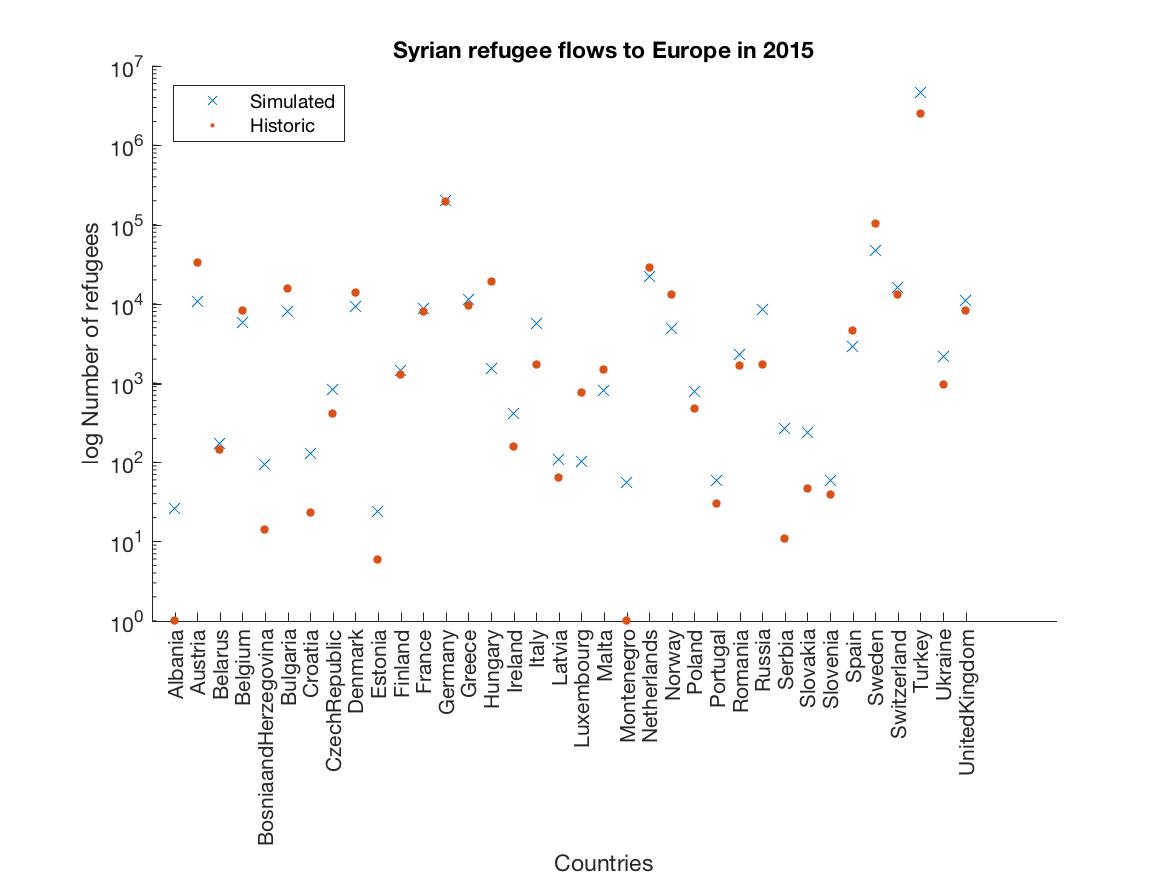 Syrian refugee flows to Europe in 2015
Simulated
Historic
log Number of refugees
10^7
10^6
10^5
10^4
10^3
10^2
10^1
10^0
Albania
Austria
Belarus
Belgium
BosniaandHerzegovina
Bulgaria
Croatia
CzechRepublic
Denmark
Estonia
Finland
France
Germany
Greece
Hungary
Ireland
Italy
Latvia
Luxembourg
Malta
Montenegro
Netherlands
Norway
Poland
Portugal
Romania
Russia
Serbia
Slovakia
Slovenia
Spain
Sweden
Switzerland
Turkey
Ukraine
UnitedKingdom
Countries